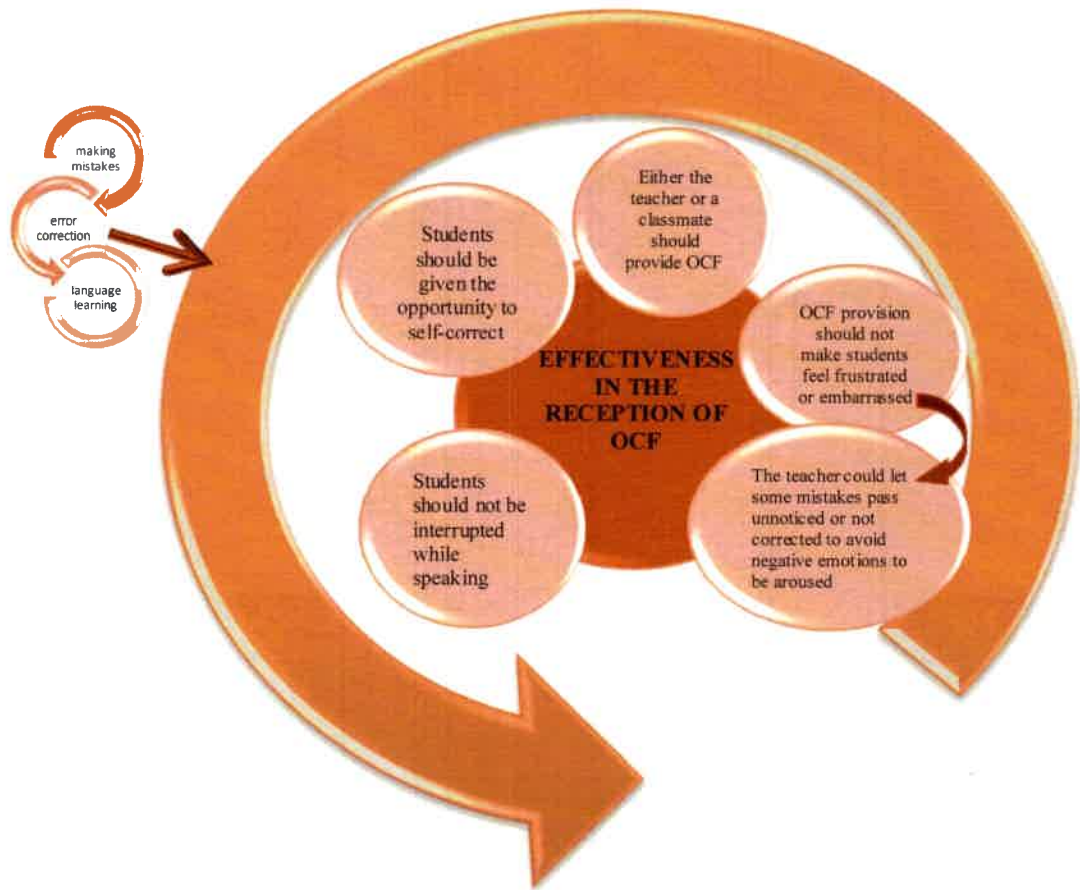 making
mistakes
error
correction
language
learning
Students
should be
given the
opportunity to
self-correct
Either the
teacher or a
classmate
should
provide OCF
OCF provision
should not
make students
feel frustrated
or embarrassed
EFFECTIVENESS
IN THE
RECEPTION OF
OCF
Students
should not be
interrupted
while
speaking
The teacher could let
some mistakes pass
unnoticed or not
corrected to avoid
negative emotions to
be aroused